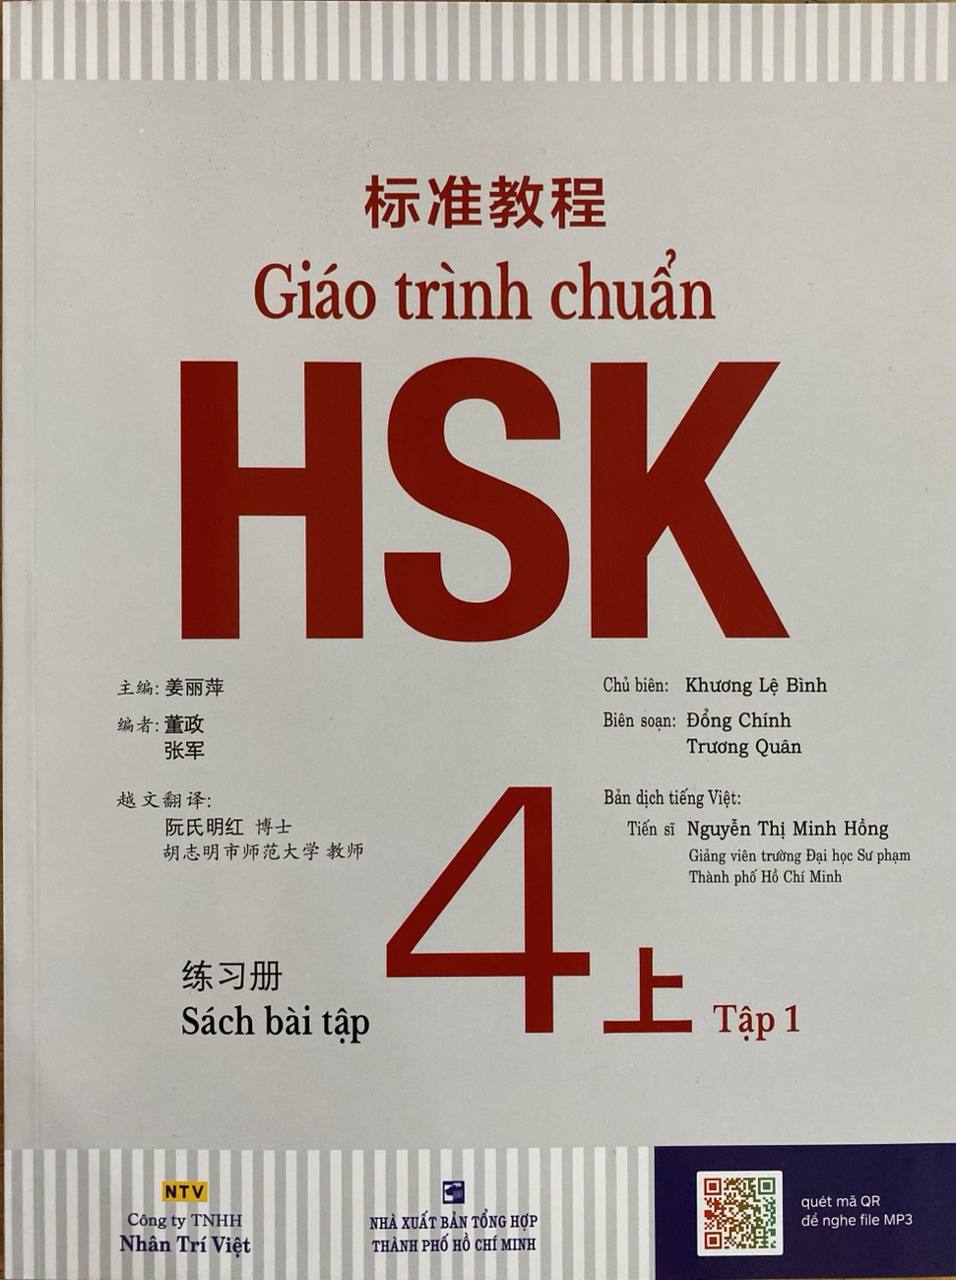 标准教程
Giáo trình chuẩn
HSK
主编: 姜丽萍
编者: 董政
张军
越文翻译:
阮氏明红 博士
胡志明市师范大学 教师
Chủ biên: Khương Lệ Bình
Biên soạn: Đổng Chính
Trương Quân
Bản dịch tiếng Việt:
Tiến sĩ Nguyễn Thị Minh Hồng
Giảng viên trường Đại học Sư phạm
Thành phố Hồ Chí Minh
练习册
Sách bài tập
4上 Tập 1
NTV
Công ty TNHH
Nhân Trí Việt
NHÀ XUẤT BẢN TỔNG HỢP
THÀNH PHỐ HỒ CHÍ MINH
quét mã QR
để nghe file MP3